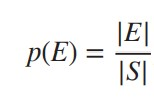 p(E) = |E| / |S|